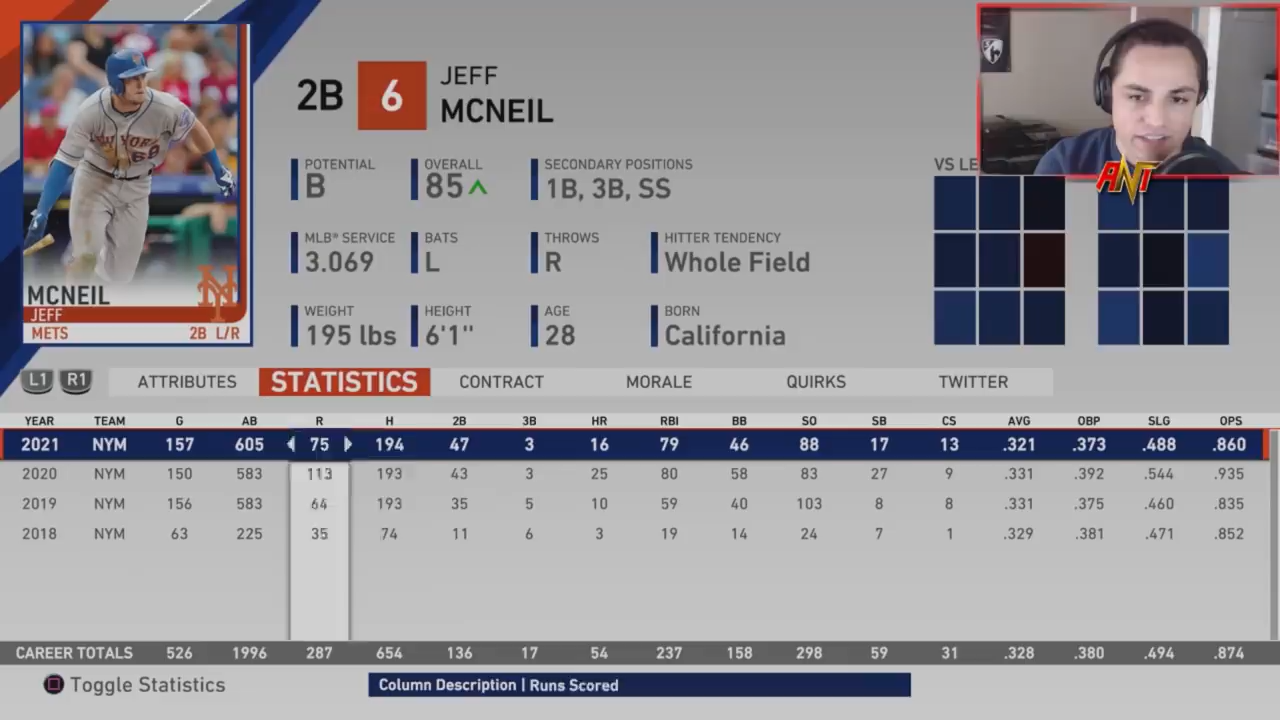 2B 6 JEFF MCNEIL
POTENTIAL B
OVERALL 85
SECONDARY POSITIONS 1B, 3B, SS
MLB® SERVICE 3.069
BATS L
THROWS R
HITTER TENDENCY Whole Field
WEIGHT 195 lbs
HEIGHT 6'1"
AGE 28
BORN California
VS LE
ANT
NEW YORK
68
NY
MCNEIL
JEFF
METS 2B L/R
L1 R1 ATTRIBUTES STATISTICS CONTRACT MORALE QUIRKS TWITTER
YEAR TEAM G AB R H 2B 3B HR RBI BB SO SB CS AVG OBP SLG OPS
2021 NYM 157 605 75 194 47 3 16 79 46 88 17 13 .321 .373 .488 .860
2020 NYM 150 583 113 193 43 3 25 80 58 83 27 9 .331 .392 .544 .935
2019 NYM 156 583 64 193 35 5 10 59 40 103 8 8 .331 .375 .460 .835
2018 NYM 63 225 35 74 11 6 3 19 14 24 7 1 .329 .381 .471 .852
CAREER TOTALS 526 1996 287 654 136 17 54 237 158 298 59 31 .328 .380 .494 .874
Toggle Statistics
Column Description | Runs Scored